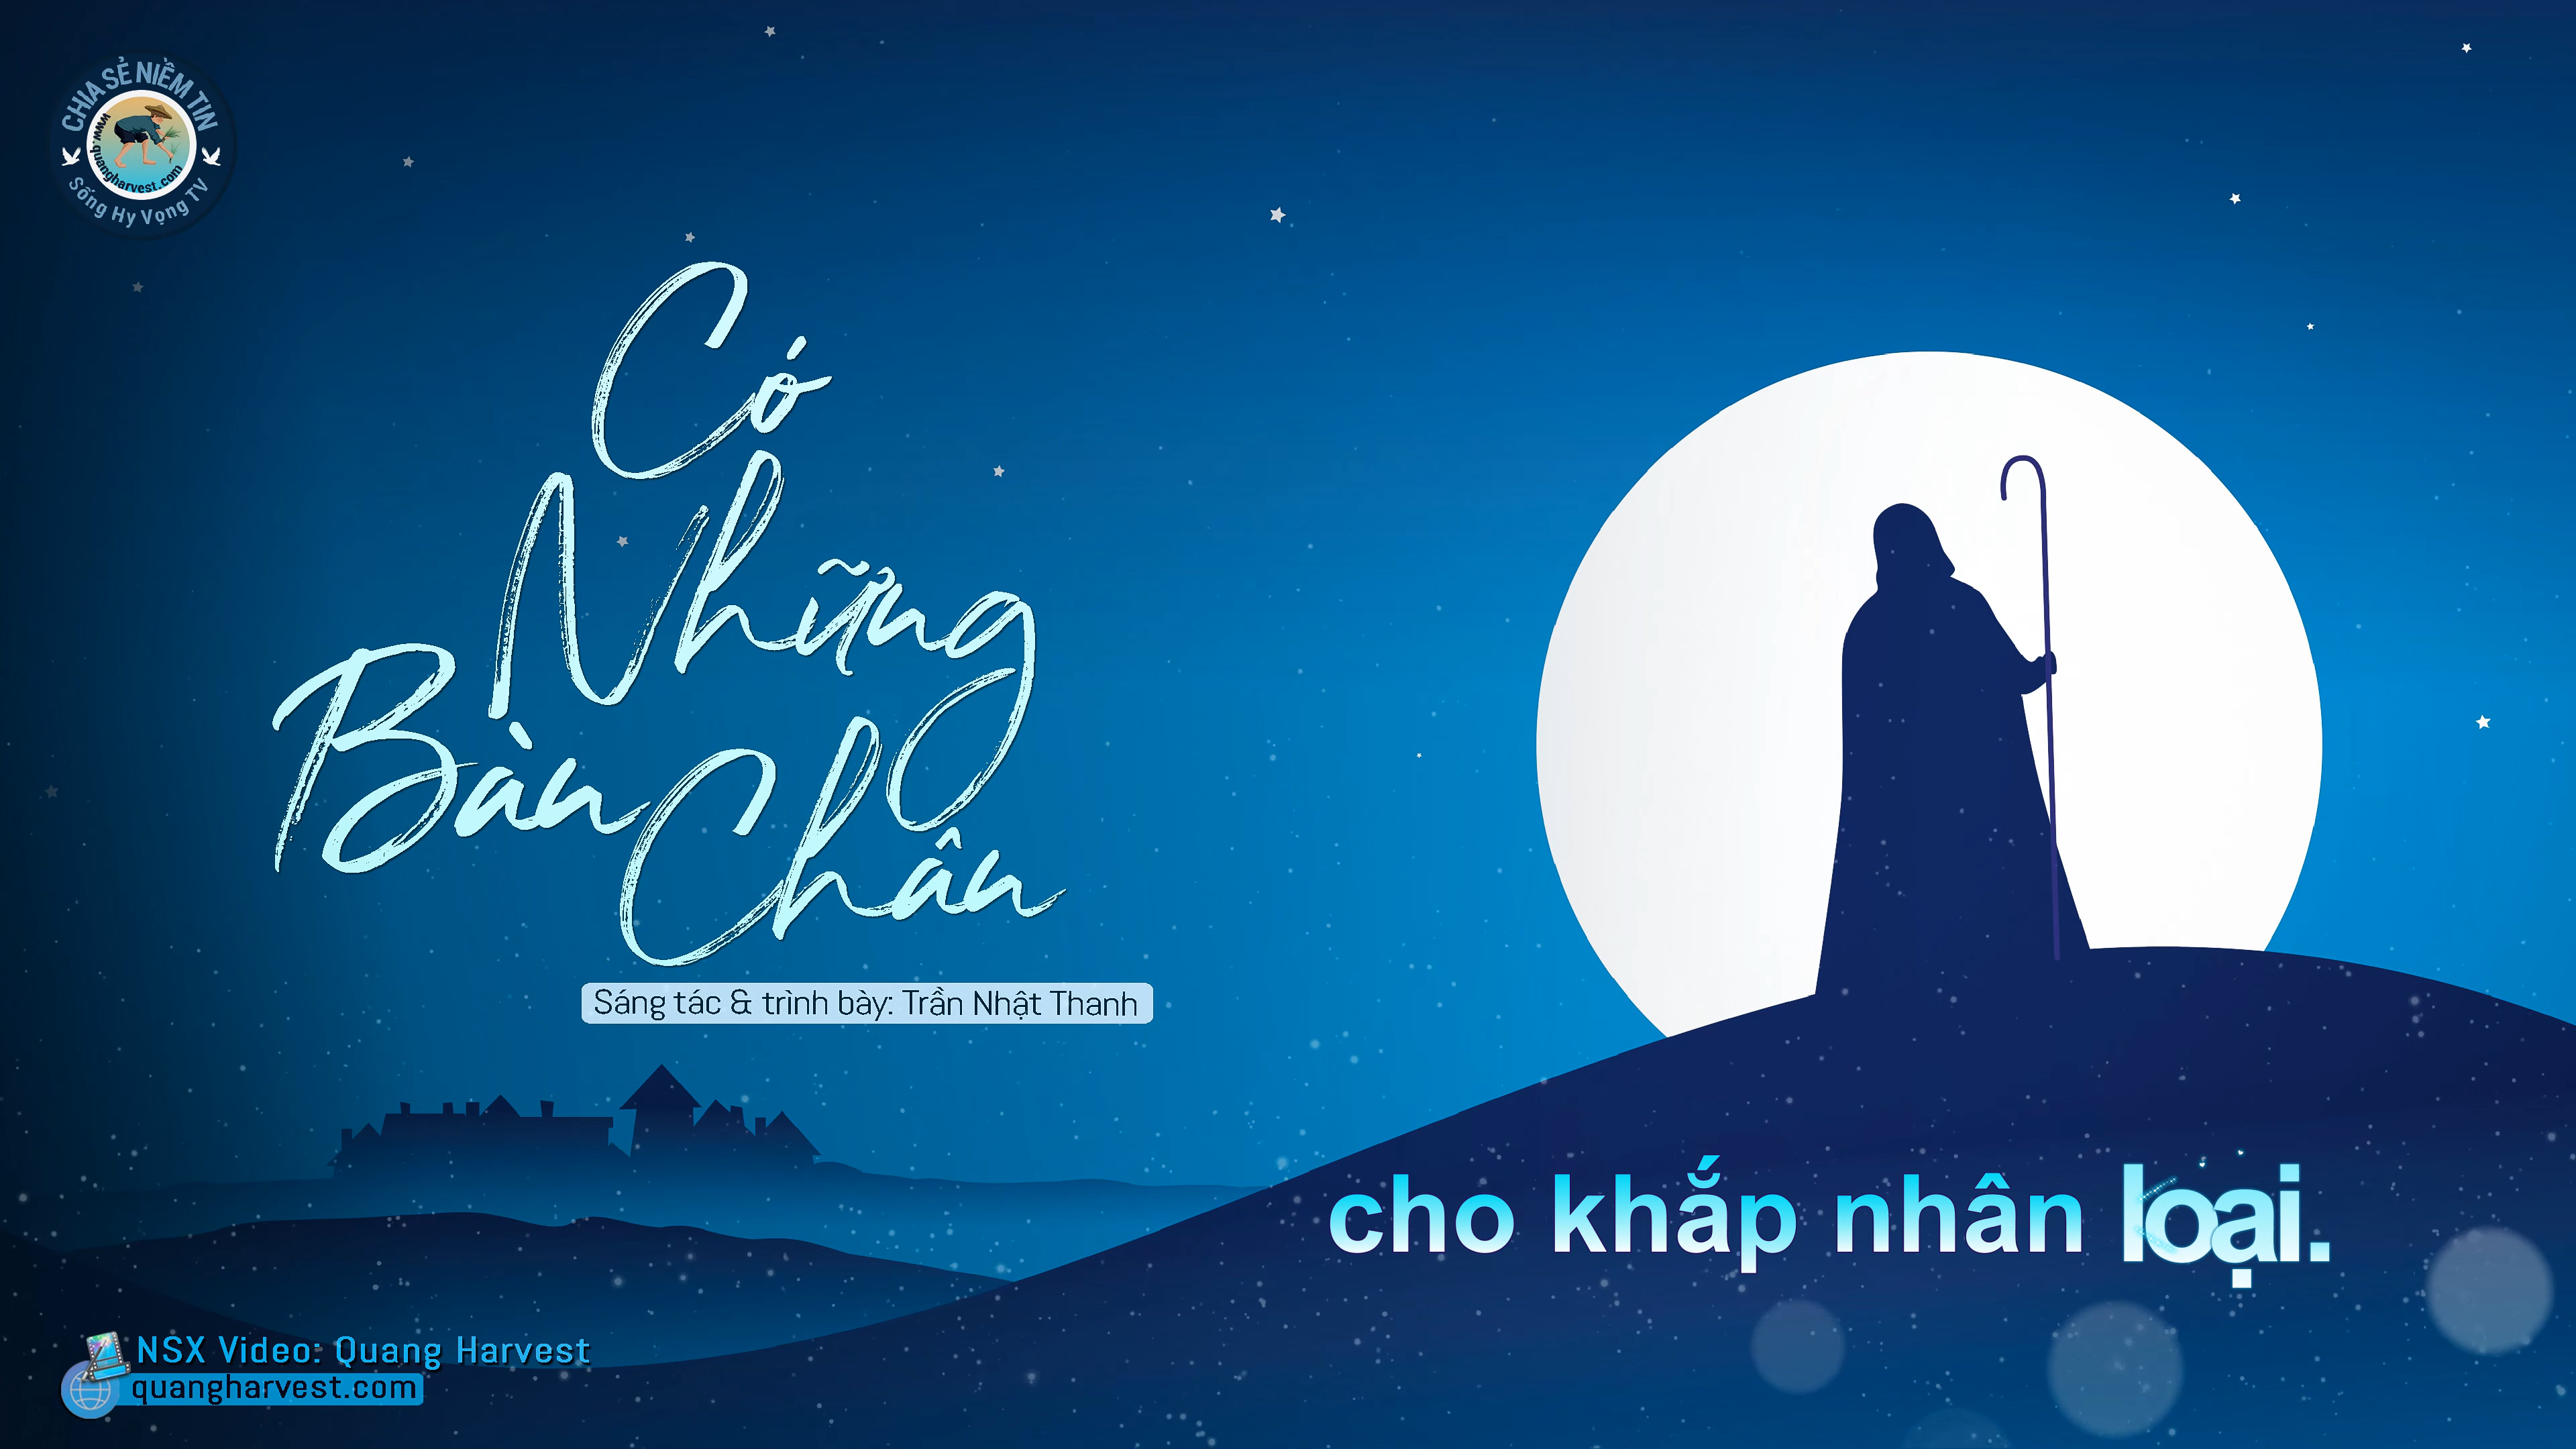 CHIA SẺ NIỀM TIN
www.quangharvest.com
Sống Hy Vọng TV
Có
Những
Bàn Chân
Sáng tác & trình bày: Trần Nhật Thanh
cho khắp nhân loại.
NSX Video: Quang Harvest
quangharvest.com